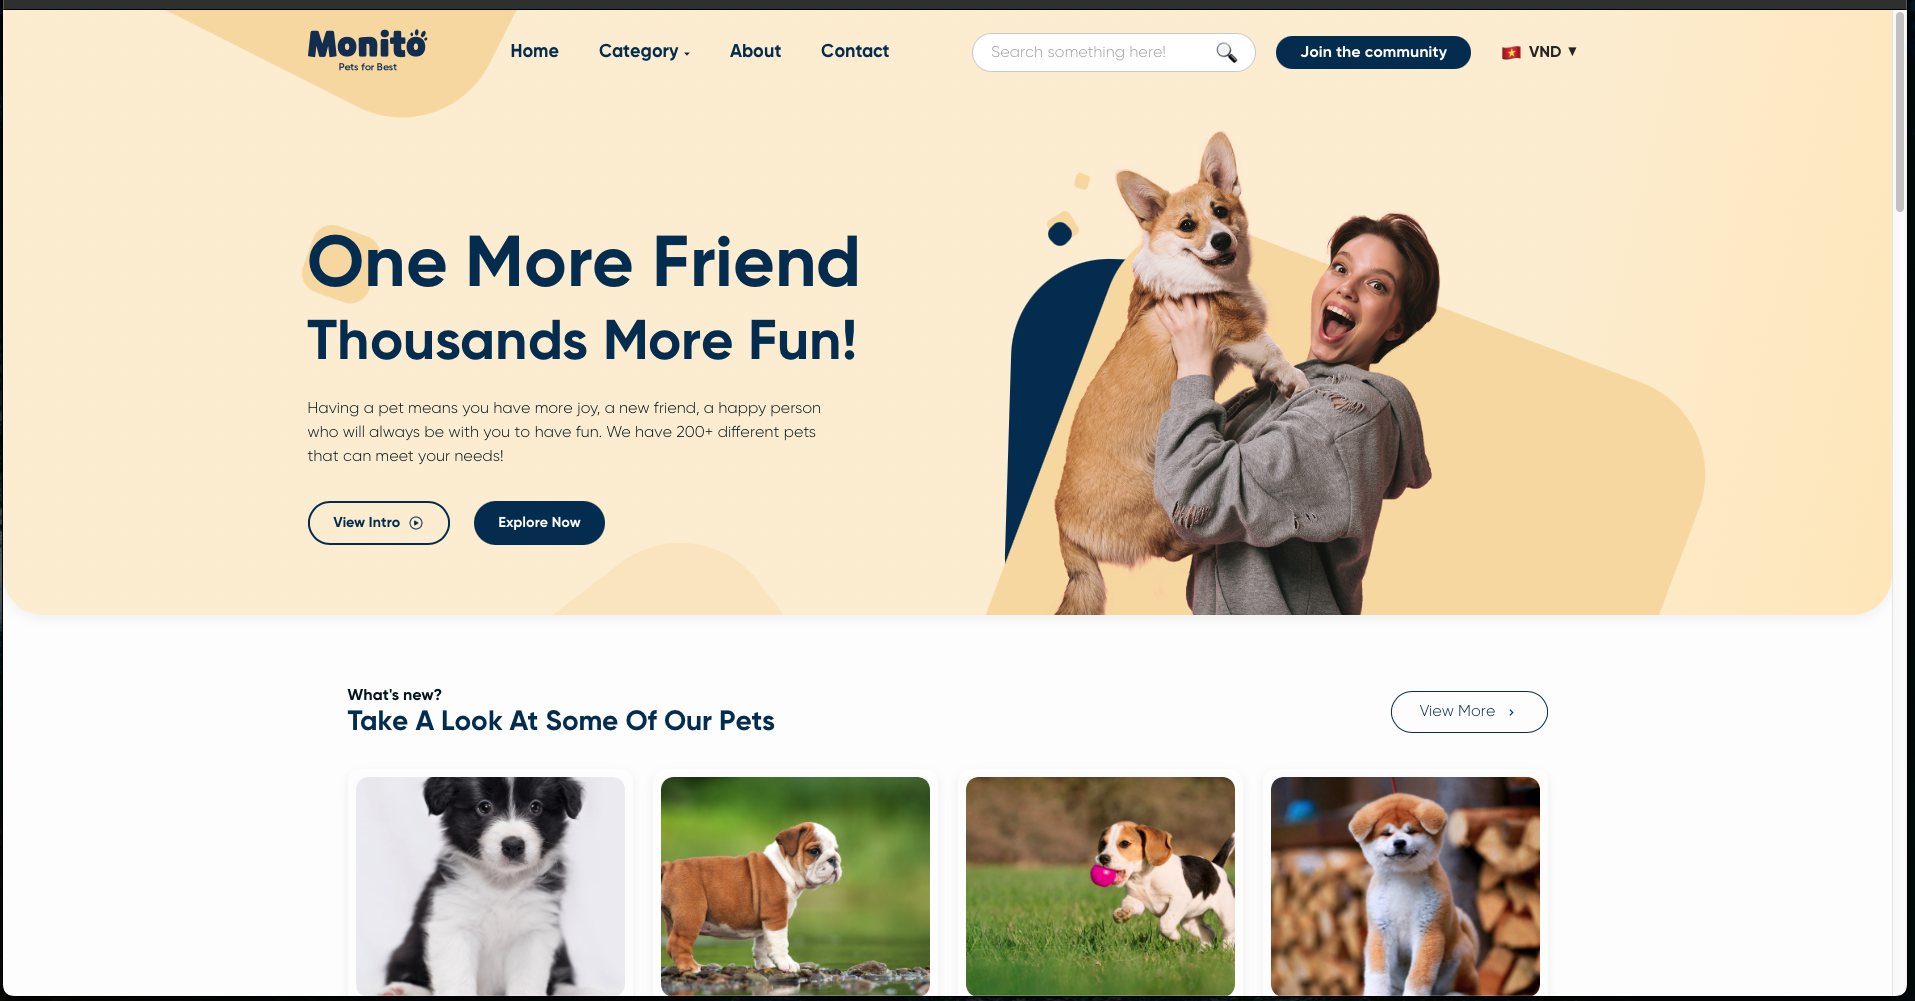 Monito
Pets for Best
Home
Category
About
Contact
Search something here!
Join the community
VND
One More Friend
Thousands More Fun!
Having a pet means you have more joy, a new friend, a happy person
who will always be with you to have fun. We have 200+ different pets
that can meet your needs!
View Intro
Explore Now
What's new?
Take A Look At Some Of Our Pets
View More